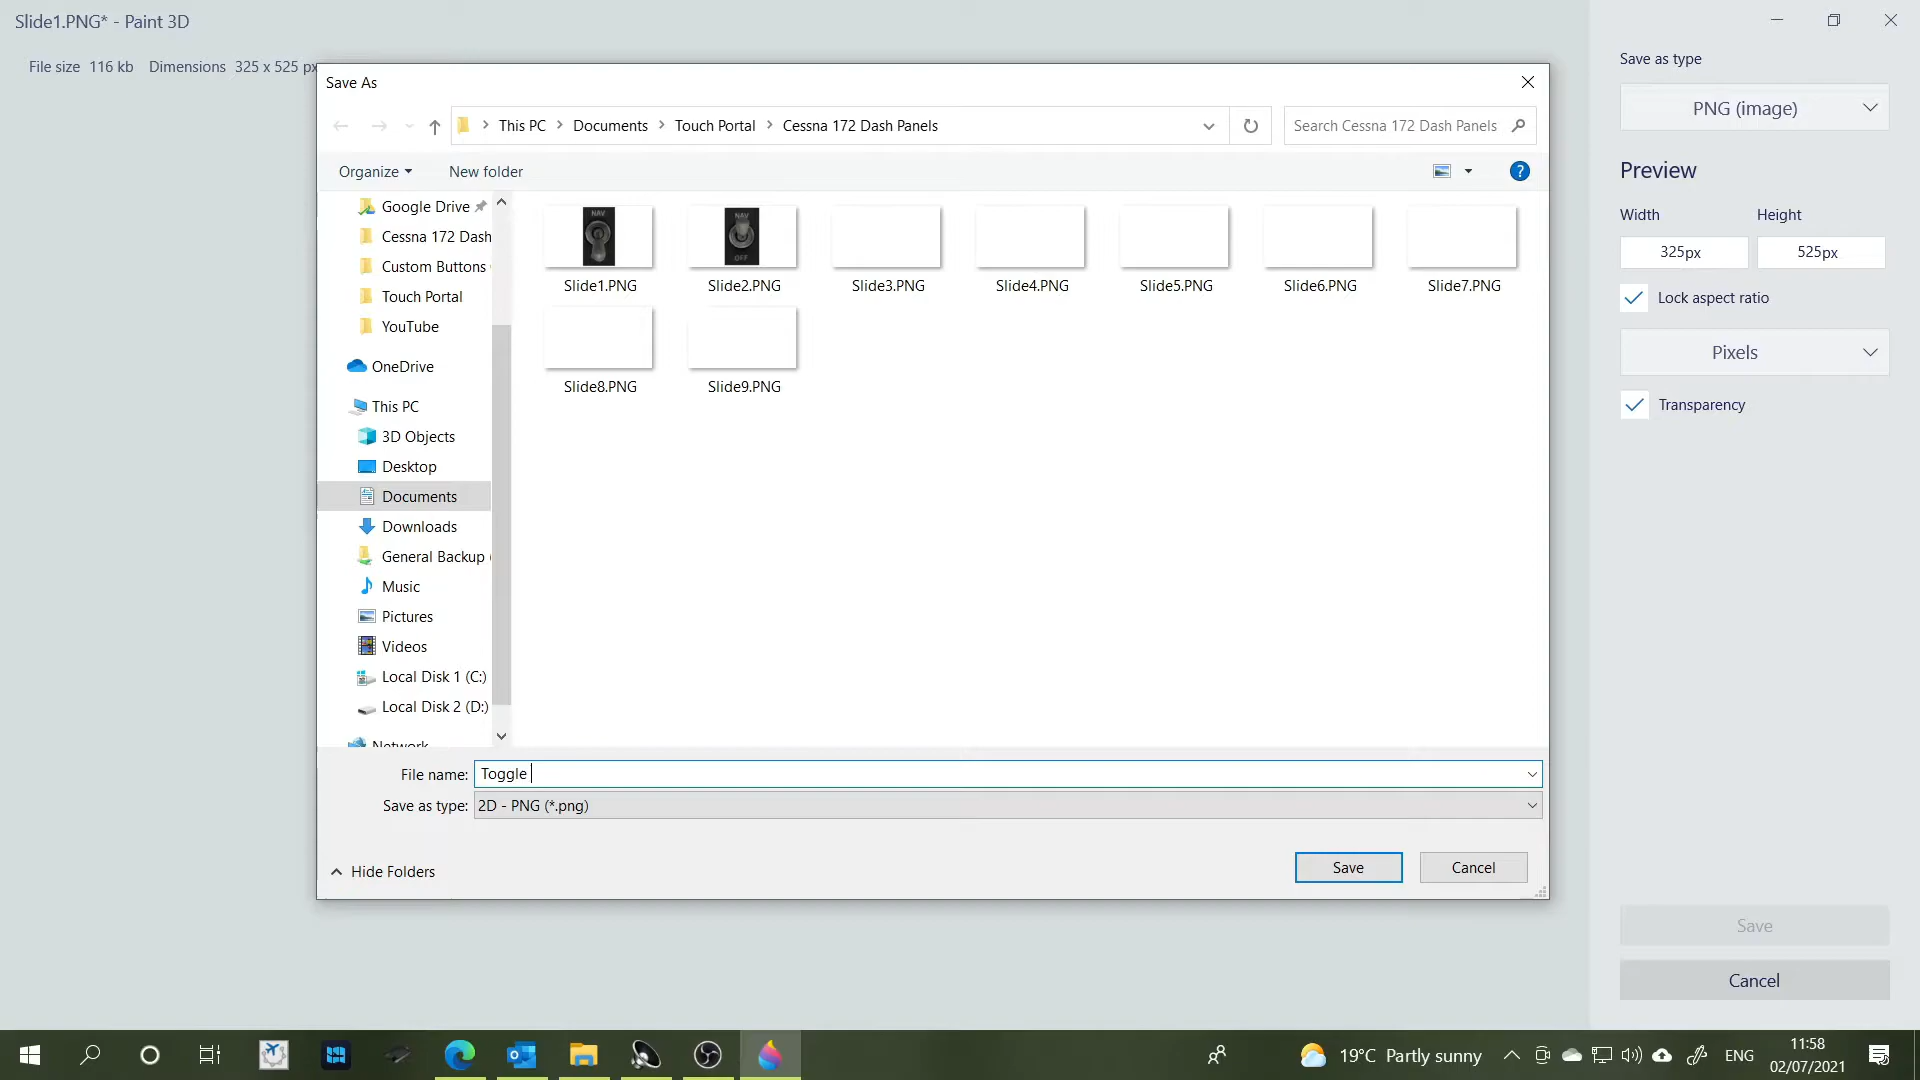 Slide1.PNG* - Paint 3D
File size 116 kb Dimensions 325 x 525 px
Save As
This PC > Documents > Touch Portal > Cessna 172 Dash Panels
Search Cessna 172 Dash Panels
Organize
New folder
Google Drive
Cessna 172 Dash
Custom Buttons
Touch Portal
YouTube
OneDrive
This PC
3D Objects
Desktop
Documents
Downloads
General Backup
Music
Pictures
Videos
Local Disk 1 (C:)
Local Disk 2 (D:)
Network
NAV
NAV
OFF
Slide1.PNG Slide2.PNG Slide3.PNG Slide4.PNG Slide5.PNG Slide6.PNG Slide7.PNG
Slide8.PNG Slide9.PNG
File name: Toggle
Save as type: 2D - PNG (*.png)
Hide Folders
Save
Cancel
Save as type
PNG (image)
Preview
Width Height
325px 525px
Lock aspect ratio
Pixels
Transparency
Save
Cancel
19°C Partly sunny
ENG
11:58
02/07/2021